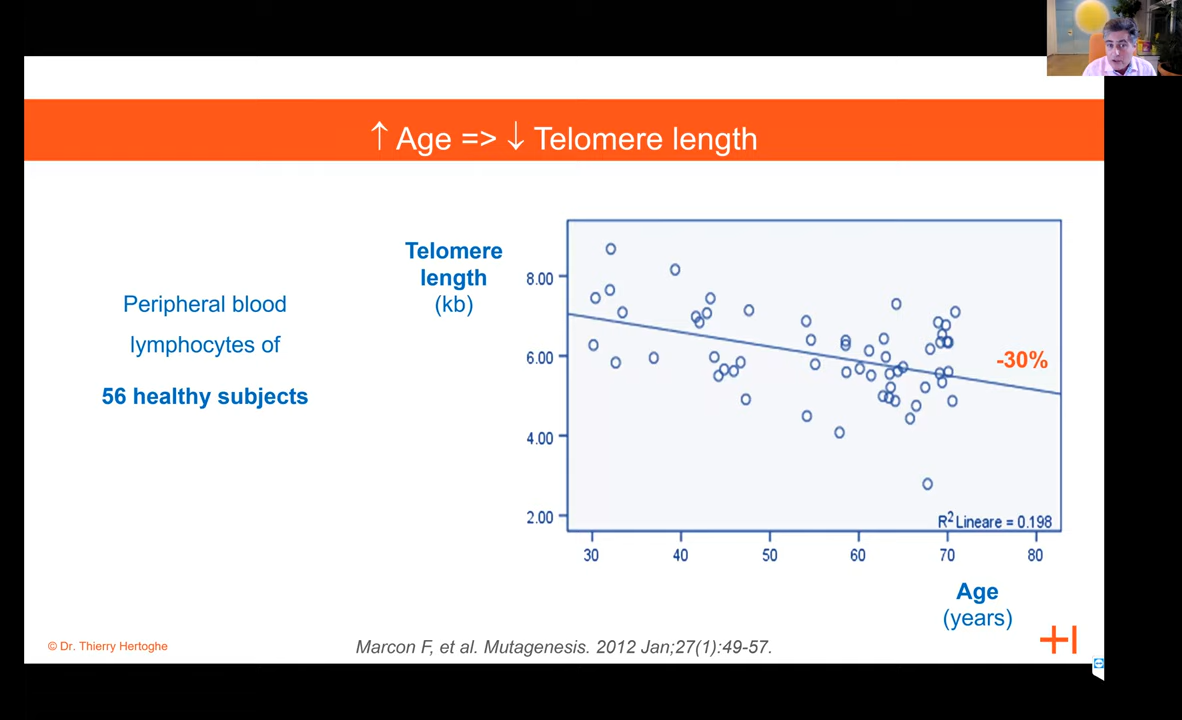 ↑ Age => ↓ Telomere length
Peripheral blood
lymphocytes of
56 healthy subjects
Telomere
length
(kb)
8.00
6.00
4.00
2.00
-30%
R² Lineare = 0.198
30 40 50 60 70 80
Age
(years)
© Dr. Thierry Hertoghe
Marcon F, et al. Mutagenesis. 2012 Jan;27(1):49-57.